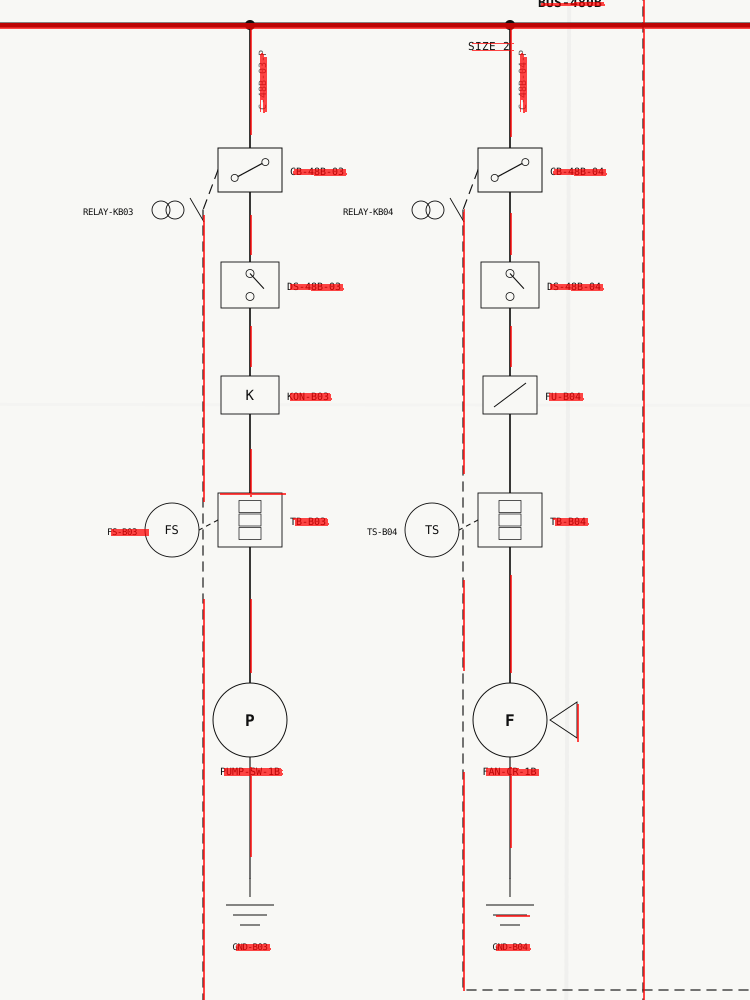 BUS-480B
SIZE 2
CB-48B-03
CB-48B-04
RELAY-KB03
RELAY-KB04
DS-48B-03
DS-48B-04
K
KON-B03
FU-B04
TB-B03
TB-B04
FS-B03
FS
TS-B04
TS
P
F
PUMP-SW-1B
FAN-CR-1B
GND-B03
GND-B04